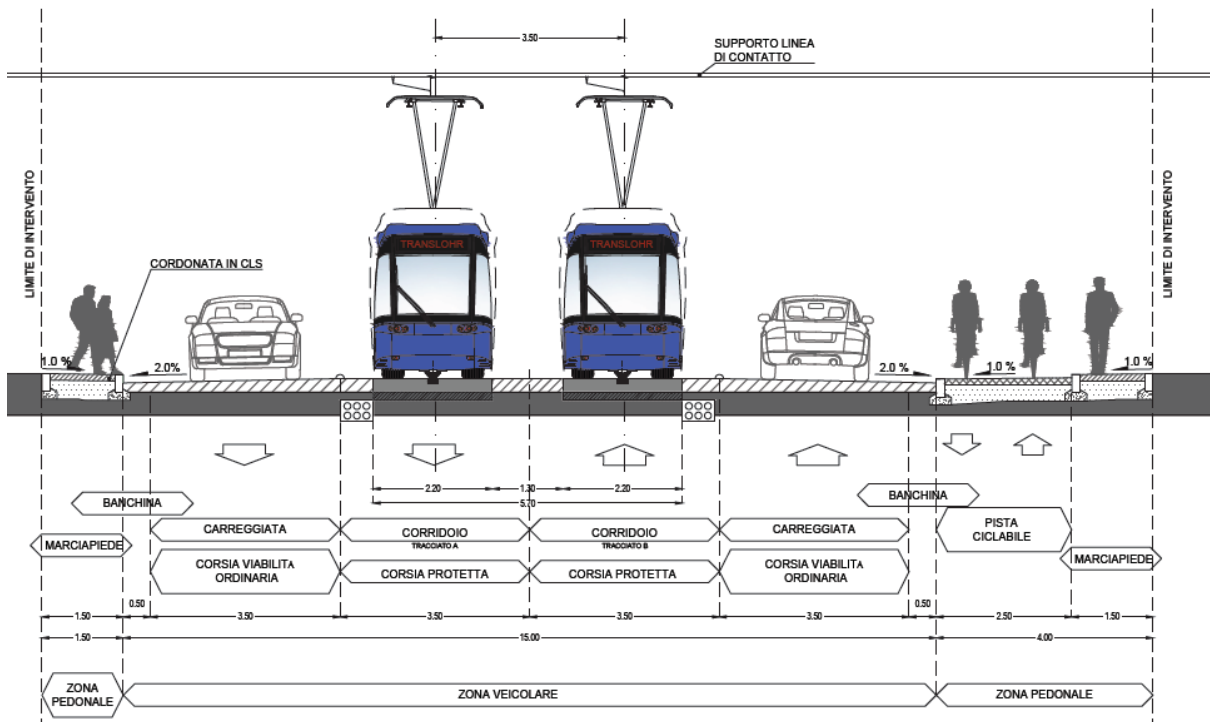 3.50
SUPPORTO LINEA
DI CONTATTO
LIMITE DI INTERVENTO
LIMITE DI INTERVENTO
CORDONATA IN CLS
TRANSLOHR
TRANSLOHR
1.0 %
2.0%
2.0 %
1.0 %
1.0 %
2.20
1.30
2.20
5.70
BANCHINA
BANCHINA
MARCIAPIEDE
CARREGGIATA
CORRIDOIO
TRACCIATO A
CORRIDOIO
TRACCIATO B
CARREGGIATA
PISTA
CICLABILE
CORSIA VIABILITA
ORDINARIA
CORSIA PROTETTA
CORSIA PROTETTA
CORSIA VIABILITA
ORDINARIA
MARCIAPIEDE
1.50
0.50
3.50
3.50
3.50
3.50
0.50
2.50
1.50
1.50
15.00
4.00
ZONA
PEDONALE
ZONA VEICOLARE
ZONA PEDONALE